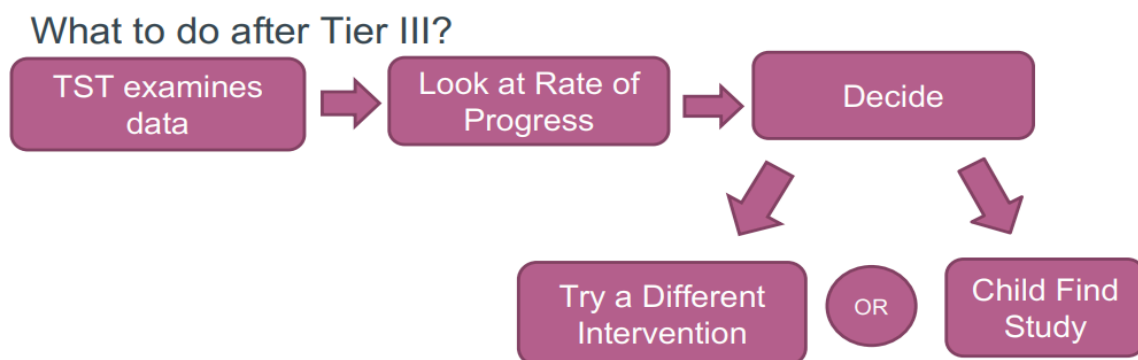 What to do after Tier III?
TST examines
data
Look at Rate of
Progress
Decide
Try a Different
Intervention
OR
Child Find
Study